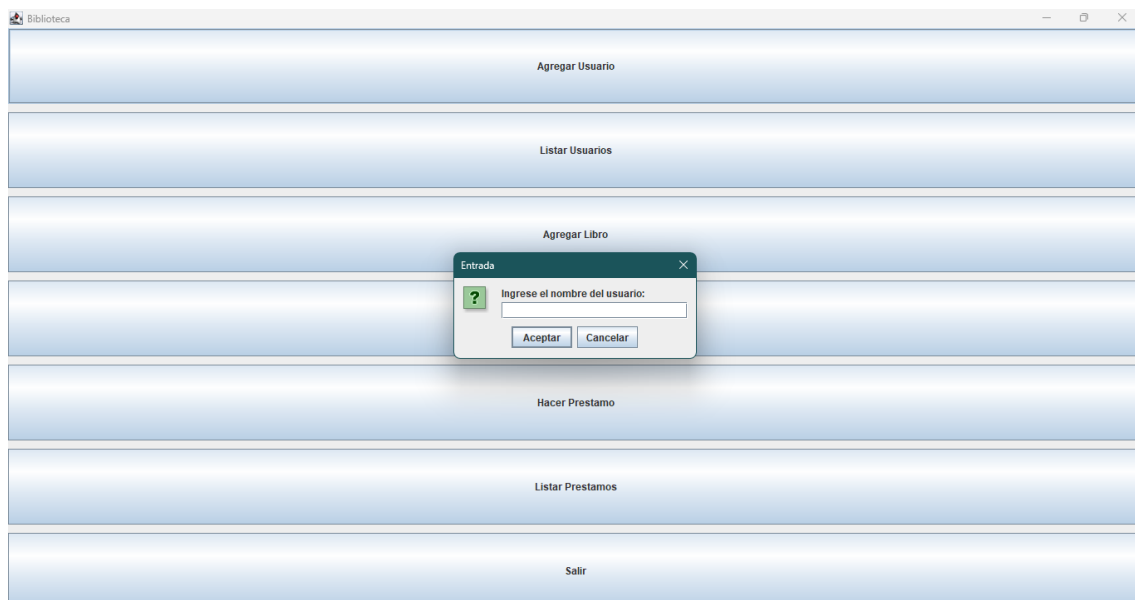 Biblioteca
Agregar Usuario
Listar Usuarios
Agregar Libro
Entrada
?
Ingrese el nombre del usuario:
Aceptar Cancelar
Hacer Prestamo
Listar Prestamos
Salir